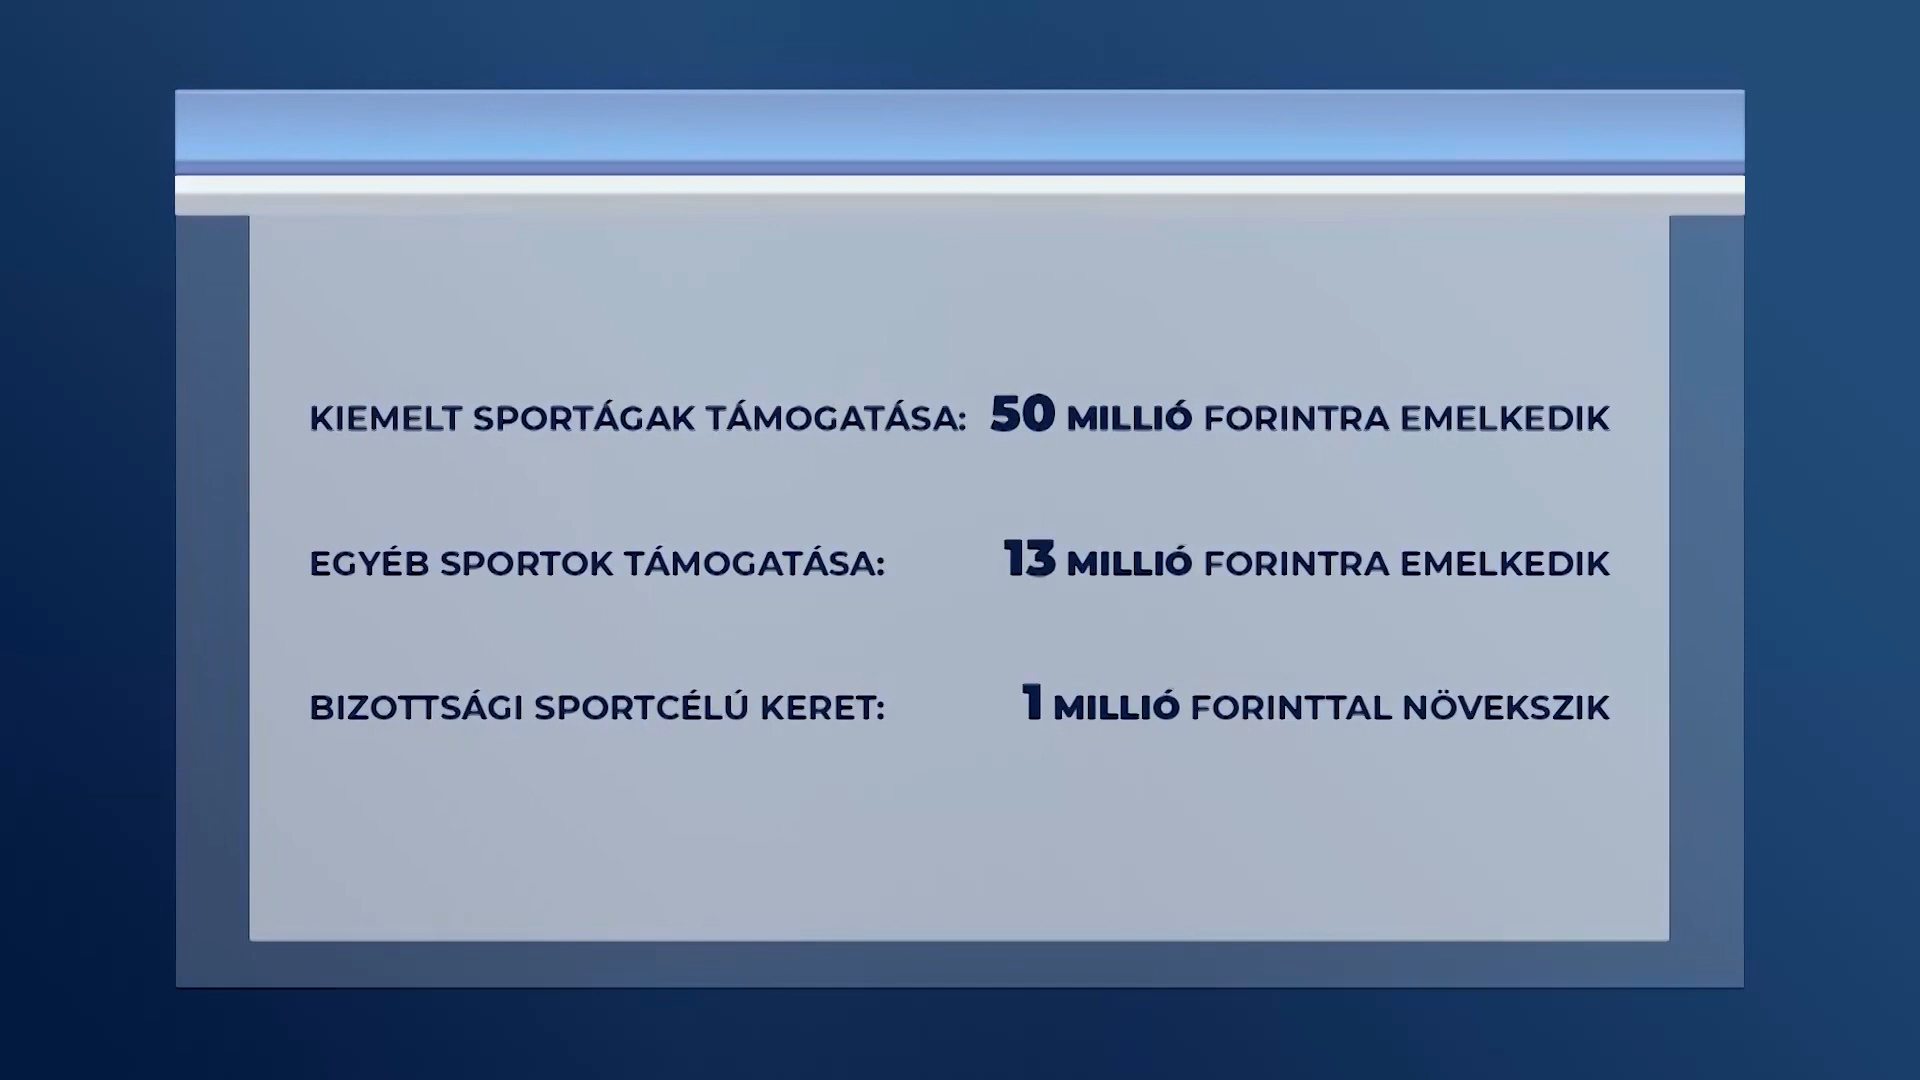 KIEMELT SPORTÁGAK TÁMOGATÁSA: 50 MILLIÓ FORINTRA EMELKEDIK
EGYÉB SPORTOK TÁMOGATÁSA: 13 MILLIÓ FORINTRA EMELKEDIK
BIZOTTSÁGI SPORTCÉLÚ KERET: 1 MILLIÓ FORINTTAL NÖVEKSZIK